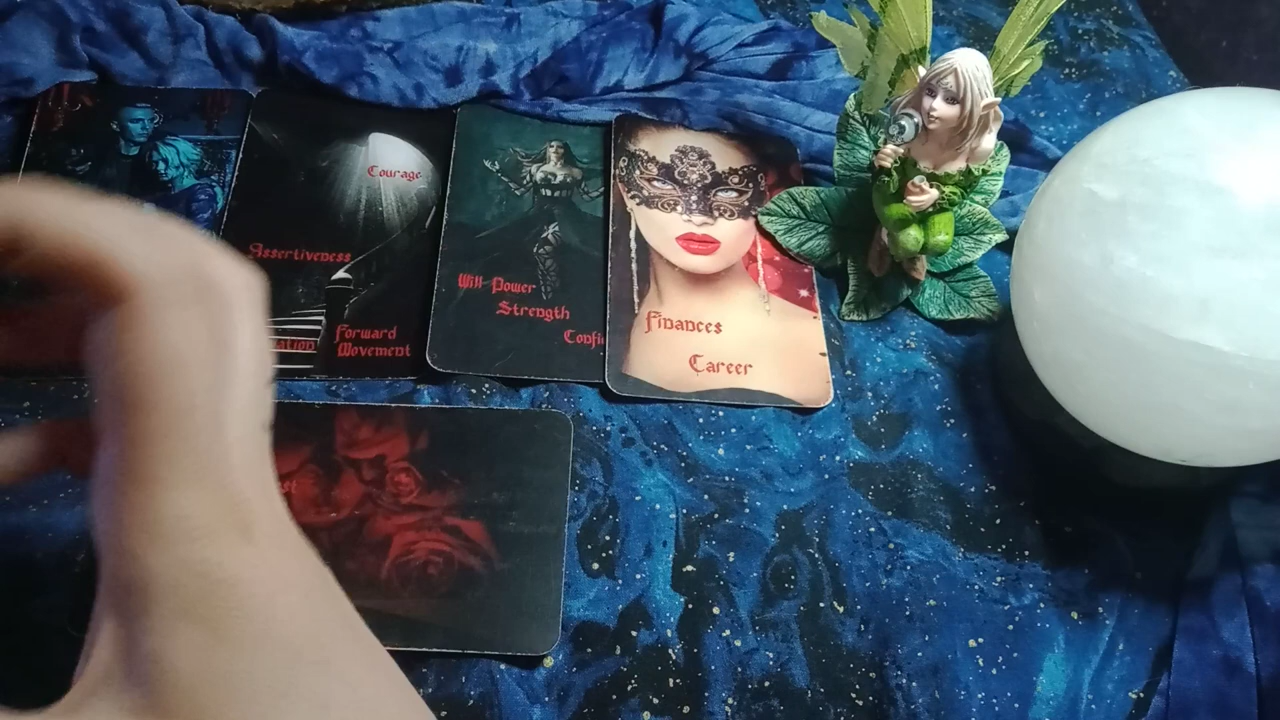 Courage
Assertiveness
Forward
Movement
Will Power
Strength
Finances
Career